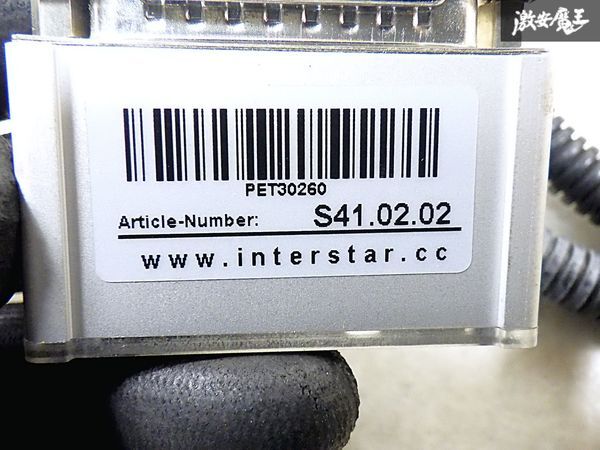 激安魔王
PET30260
Article-Number: S41.02.02
www.interstar.cc